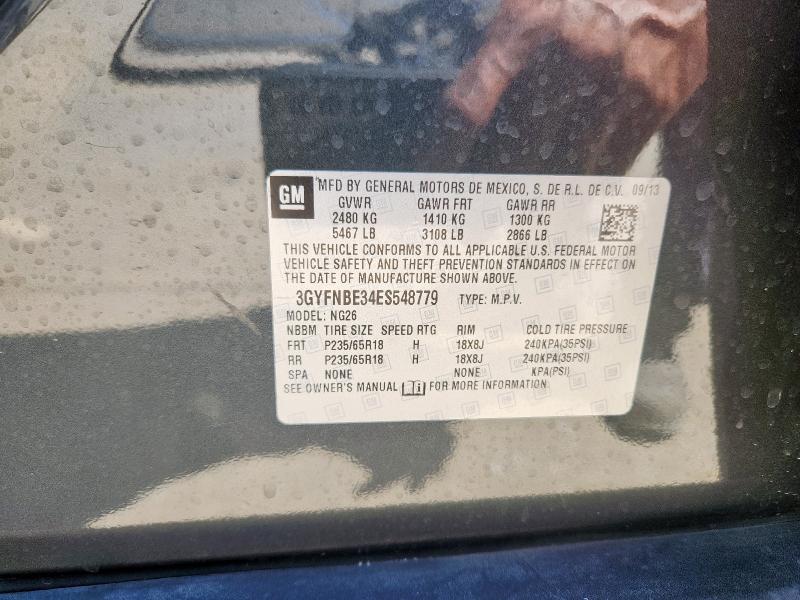 GM
MFD BY GENERAL MOTORS DE MEXICO, S. DE R.L. DE C.V. 09/13
GVWR GAWR FRT GAWR RR
2480 KG 1410 KG 1300 KG
5467 LB 3108 LB 2866 LB
THIS VEHICLE CONFORMS TO ALL APPLICABLE U.S. FEDERAL MOTOR
VEHICLE SAFETY AND THEFT PREVENTION STANDARDS IN EFFECT ON
THE DATE OF MANUFACTURE SHOWN ABOVE.
3GYFNBE34ES548779 TYPE: M.P.V.
MODEL: NG26
NBBM TIRE SIZE SPEED RTG RIM COLD TIRE PRESSURE
FRT P235/65R18 H 18X8J 240KPA(35PSI)
RR P235/65R18 H 18X8J 240KPA(35PSI)
SPA NONE NONE KPA(PSI)
SEE OWNER'S MANUAL FOR MORE INFORMATION.